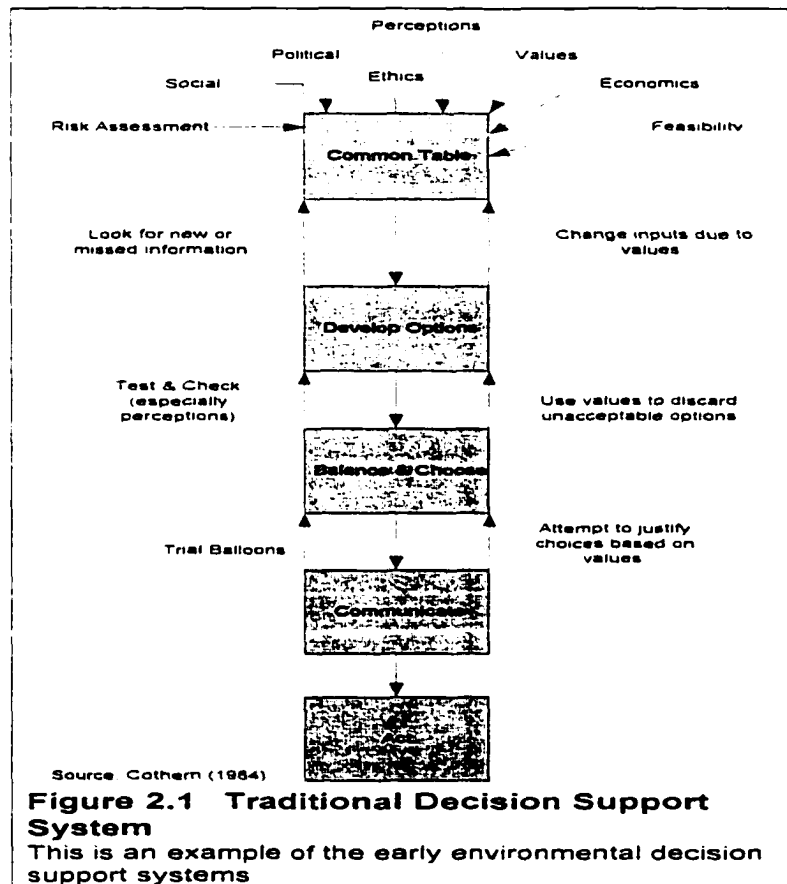 Perceptions
Political
Values
Social
Ethics
Economics
Risk Assessment
Feasibility
Common Table
Look for new or
missed information
Change inputs due to
values
Develop Options
Test & Check
(especially
perceptions)
Use values to discard
unacceptable options
Balance & Choose
Trial Balloons
Attempt to justify
choices based on
values
Communicate
Source: Cothern (1984)
Figure 2.1 Traditional Decision Support
System
This is an example of the early environmental decision
support systems